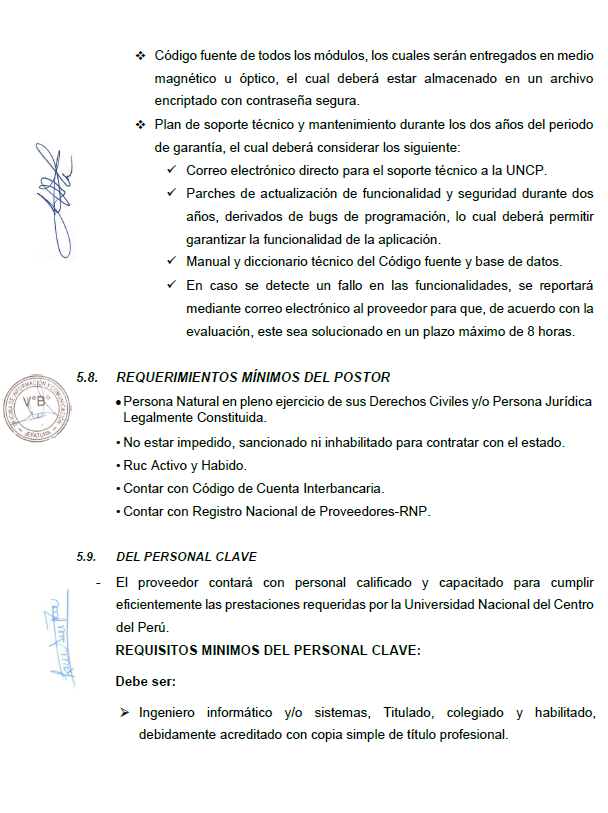 ❖ Código fuente de todos los módulos, los cuales serán entregados en medio
magnético u óptico, el cual deberá estar almacenado en un archivo
encriptado con contraseña segura.
❖ Plan de soporte técnico y mantenimiento durante los dos años del periodo
de garantía, el cual deberá considerar los siguiente:
✓ Correo electrónico directo para el soporte técnico a la UNCP.
✓ Parches de actualización de funcionalidad y seguridad durante dos
años, derivados de bugs de programación, lo cual deberá permitir
garantizar la funcionalidad de la aplicación.
✓ Manual y diccionario técnico del Código fuente y base de datos.
✓ En caso se detecte un fallo en las funcionalidades, se reportará
mediante correo electrónico al proveedor para que, de acuerdo con la
evaluación, este sea solucionado en un plazo máximo de 8 horas.
5.8. REQUERIMIENTOS MÍNIMOS DEL POSTOR
OFICINA DE INFORMACIÓN Y COMUNICACIÓN
V°B°
JEFATURA
• Persona Natural en pleno ejercicio de sus Derechos Civiles y/o Persona Jurídica
Legalmente Constituida.
• No estar impedido, sancionado ni inhabilitado para contratar con el estado.
• Ruc Activo y Habido.
• Contar con Código de Cuenta Interbancaria.
• Contar con Registro Nacional de Proveedores-RNP.
5.9. DEL PERSONAL CLAVE
- El proveedor contará con personal calificado y capacitado para cumplir
eficientemente las prestaciones requeridas por la Universidad Nacional del Centro
del Perú.
REQUISITOS MINIMOS DEL PERSONAL CLAVE:
Debe ser:
➢ Ingeniero informático y/o sistemas, Titulado, colegiado y habilitado,
debidamente acreditado con copia simple de título profesional.